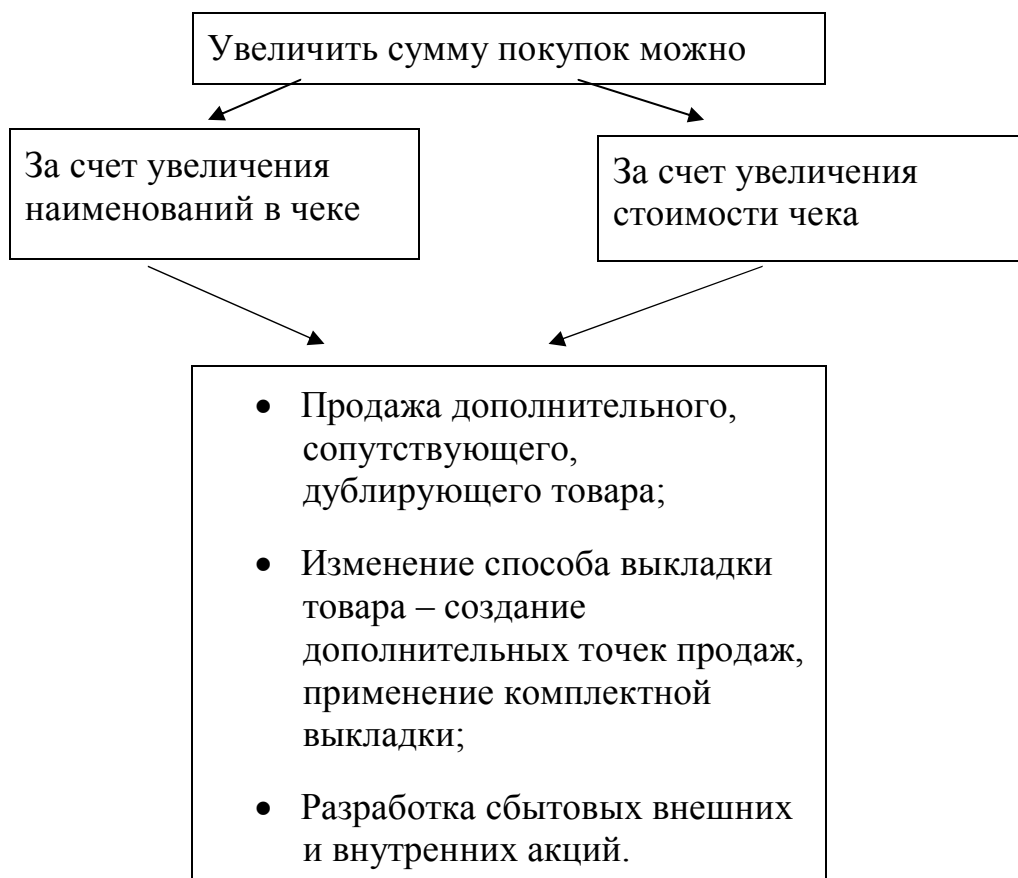 Увеличить сумму покупок можно
За счет увеличения
наименований в чеке
За счет увеличения
стоимости чека
• Продажа дополнительного,
сопутствующего,
дублирующего товара;
• Изменение способа выкладки
товара – создание
дополнительных точек продаж,
применение комплектной
выкладки;
• Разработка сбытовых внешних
и внутренних акций.